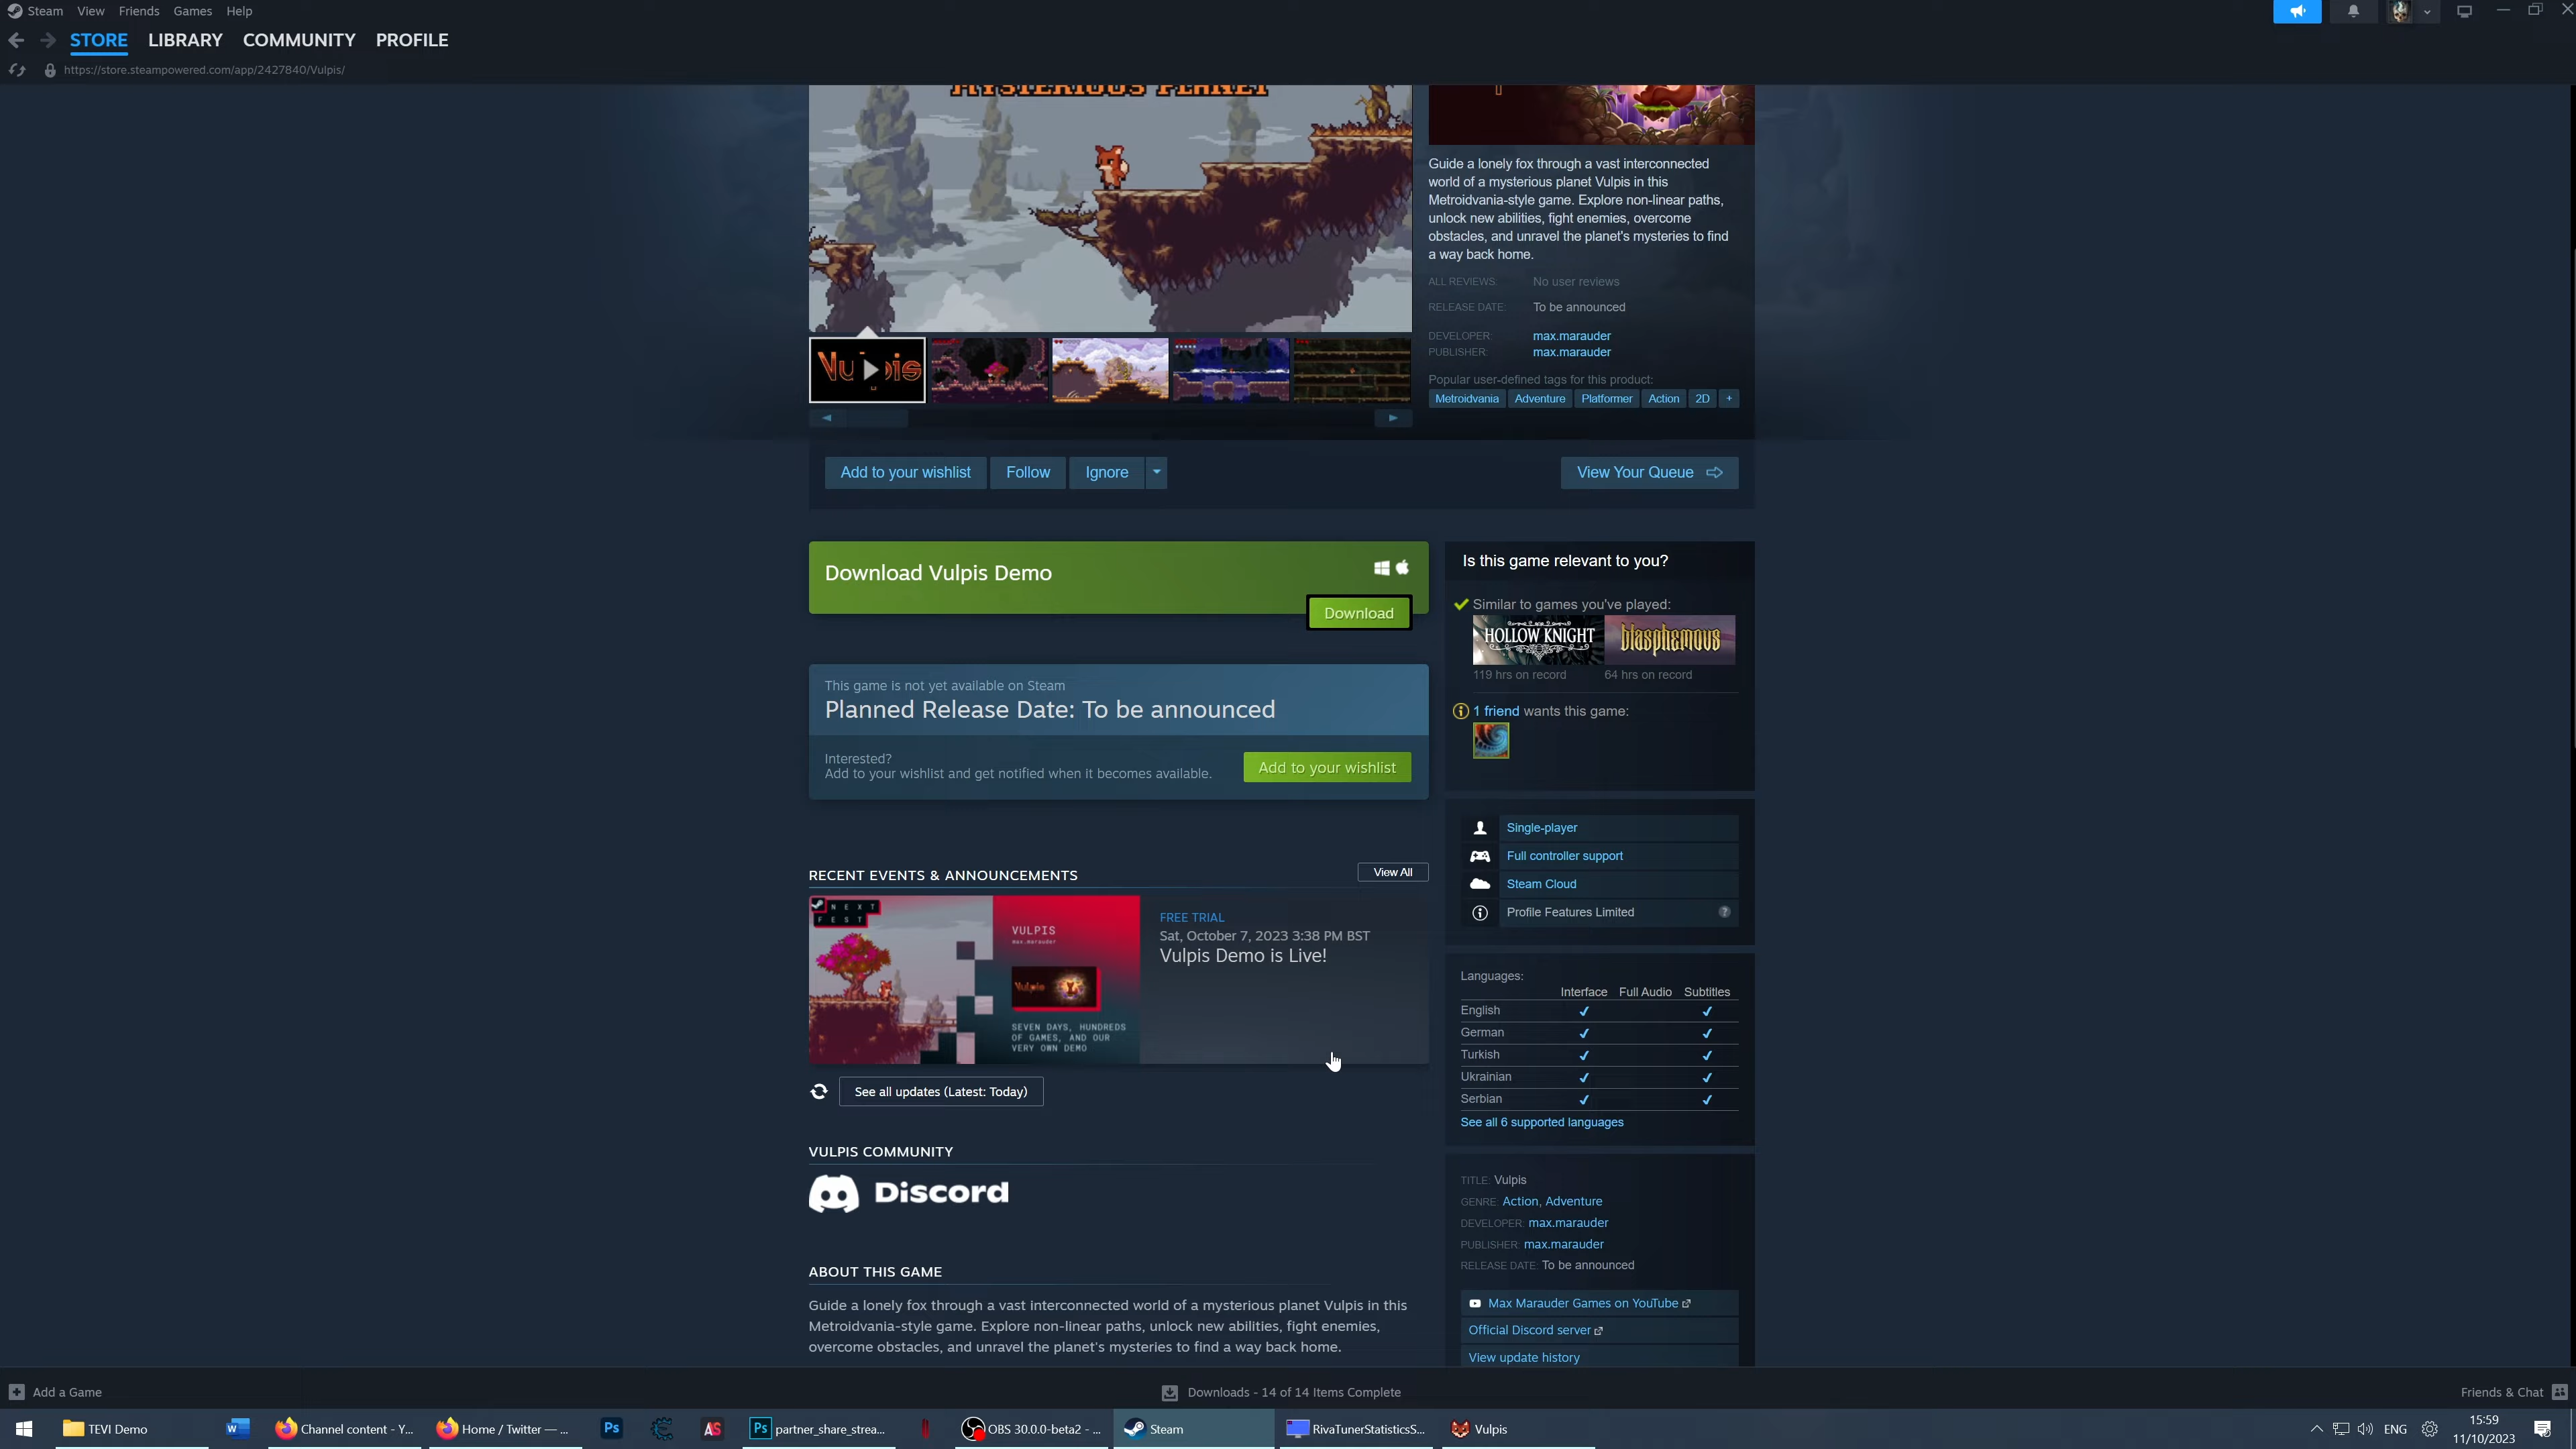 Steam View Friends Games Help
STORE LIBRARY COMMUNITY PROFILE
https://store.steampowered.com/app/2427840/Vulpis/
MYSTERIOUS PLANET
Guide a lonely fox through a vast interconnected
world of a mysterious planet Vulpis in this
Metroidvania-style game. Explore non-linear paths,
unlock new abilities, fight enemies, overcome
obstacles, and unravel the planet's mysteries to find
a way back home.
ALL REVIEWS: No user reviews
RELEASE DATE: To be announced
DEVELOPER: max.marauder
PUBLISHER: max.marauder
Popular user-defined tags for this product:
Metroidvania Adventure Platformer Action 2D +
Add to your wishlist Follow Ignore
View Your Queue
Download Vulpis Demo
Download
This game is not yet available on Steam
Planned Release Date: To be announced
Interested?
Add to your wishlist and get notified when it becomes available.
Add to your wishlist
RECENT EVENTS & ANNOUNCEMENTS
View All
NEXT
FEST
VULPIS
max.marauder
Vulpis
SEVEN DAYS, HUNDREDS
OF GAMES, AND OUR
VERY OWN DEMO
FREE TRIAL
Sat, October 7, 2023 3:38 PM BST
Vulpis Demo is Live!
See all updates (Latest: Today)
VULPIS COMMUNITY
Discord
ABOUT THIS GAME
Guide a lonely fox through a vast interconnected world of a mysterious planet Vulpis in this
Metroidvania-style game. Explore non-linear paths, unlock new abilities, fight enemies,
overcome obstacles, and unravel the planet's mysteries to find a way back home.
Is this game relevant to you?
Similar to games you've played:
HOLLOW KNIGHT blasphemous
119 hrs on record 64 hrs on record
1 friend wants this game:
Single-player
Full controller support
Steam Cloud
Profile Features Limited ?
Languages:
Interface Full Audio Subtitles
English ✔ ✔
German ✔ ✔
Turkish ✔ ✔
Ukrainian ✔ ✔
Serbian ✔ ✔
See all 6 supported languages
TITLE: Vulpis
GENRE: Action, Adventure
DEVELOPER: max.marauder
PUBLISHER: max.marauder
RELEASE DATE: To be announced
Max Marauder Games on YouTube
Official Discord server
View update history
Add a Game
Downloads - 14 of 14 Items Complete
Friends & Chat
TEVI Demo
Channel content - Y...
Home / Twitter — ...
Ps
AS
Ps partner_share_strea...
OBS 30.0.0-beta2 - ...
Steam
RivaTunerStatisticsS...
Vulpis
ENG
15:59
11/10/2023